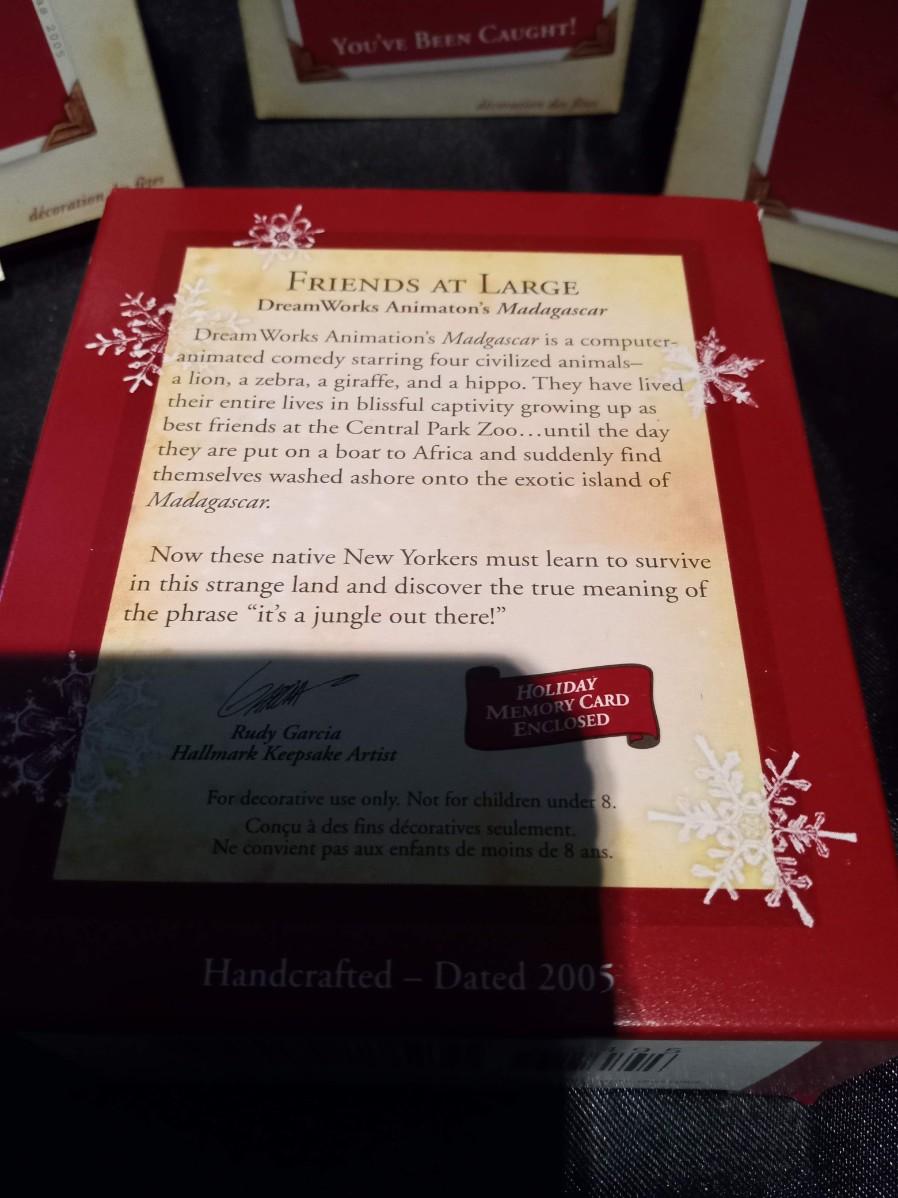 2005
décoration des fêtes
YOU'VE BEEN CAUGHT!
décoration des fêtes
FRIENDS AT LARGE
DreamWorks Animaton's Madagascar
DreamWorks Animation's Madgascar is a computer-
animated comedy starring four civilized animals—
a lion, a zebra, a giraffe, and a hippo. They have lived
their entire lives in blissful captivity growing up as
best friends at the Central Park Zoo...until the day
they are put on a boat to Africa and suddenly find
themselves washed ashore onto the exotic island of
Madagascar.
Now these native New Yorkers must learn to survive
in this strange land and discover the true meaning of
the phrase "it's a jungle out there!"
GARCIA
Rudy Garcia
Hallmark Keepsake Artist
HOLIDAY
MEMORY CARD
ENCLOSED
For decorative use only. Not for children under 8.
Conçu à des fins décoratives seulement.
Ne convient pas aux enfants de moins de 8 ans.
Handcrafted – Dated 2005